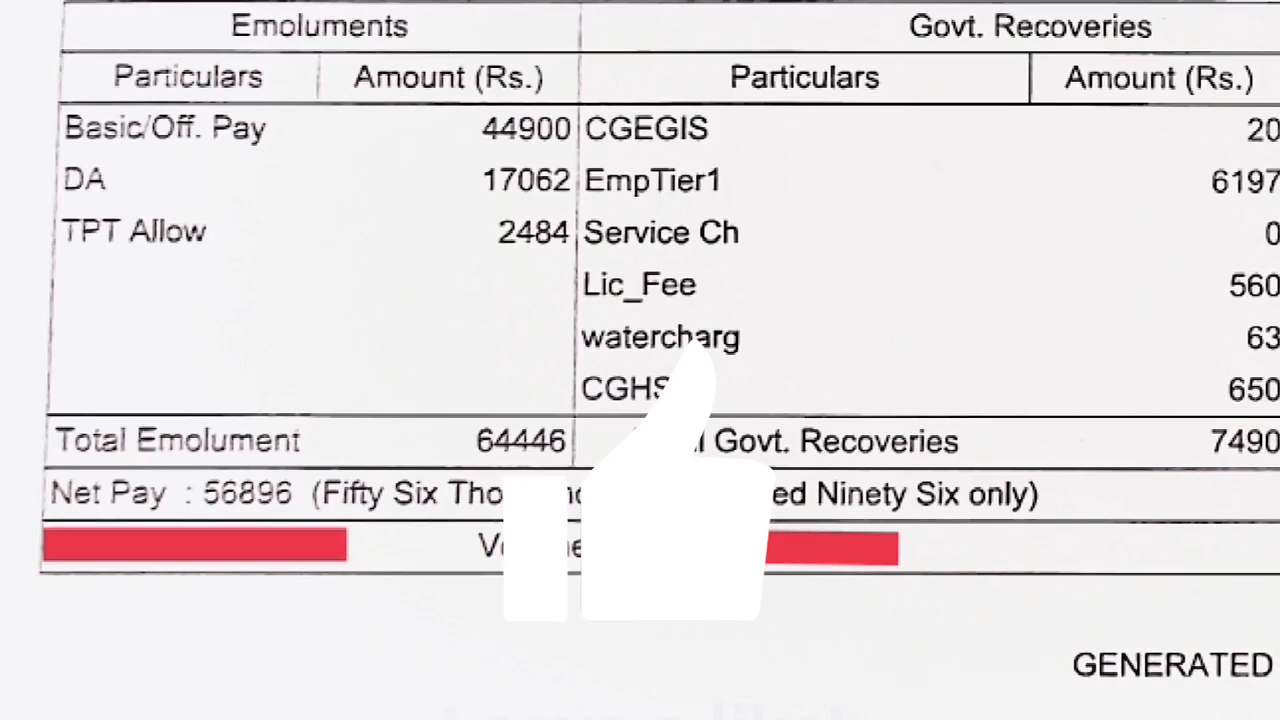 Emoluments Govt. Recoveries
Particulars Amount (Rs.) Particulars Amount (Rs.)
Basic/Off. Pay 44900 CGEGIS 20
DA 17062 EmpTier1 6197
TPT Allow 2484 Service Ch 0
Lic_Fee 560
watercharg 63
CGHS 650
Total Emolument 64446 Govt. Recoveries 7490
Net Pay : 56896 (Fifty Six Ninety Six only)
GENERATED